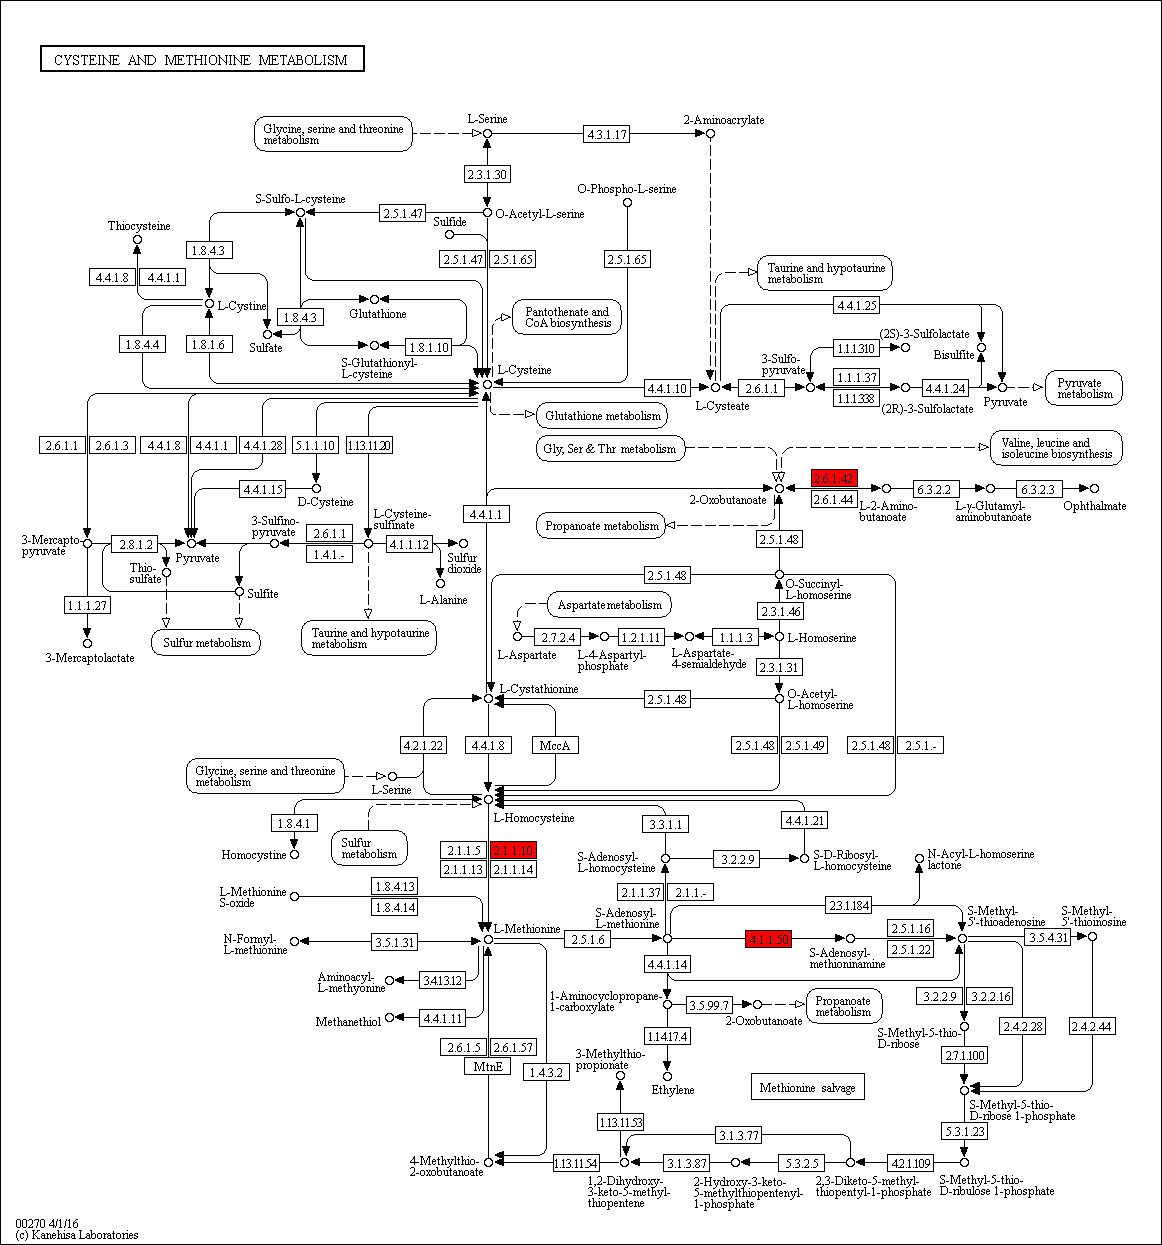 CYSTEINE AND METHIONINE METABOLISM
L-Serine
2-Aminoacrylate
Glycine, serine and threonine
metabolism
4.3.1.17
2.3.1.30
O-Phospho-L-serine
S-Sulfo-L-cysteine
2.5.1.47
O-Acetyl-L-serine
Thiocysteine
Sulfide
1.8.4.3
2.5.1.47
2.5.1.65
2.5.1.65
4.4.1.8
4.4.1.1
Taurine and hypotaurine
metabolism
L-Cystine
Glutathione
1.8.4.3
Pantothenate and
CoA biosynthesis
4.4.1.25
4.4.1.4
1.8.1.6
Sulfate
1.8.1.10
S-Glutathionyl-
L-cysteine
L-Cysteine
(2S)-3-Sulfolactate
1.1.1310
Bisulfite
3-Sulfo-
pyruvate
1.1.1.37
4.4.1.10
2.6.1.1
1.1.1338
4.4.1.24
L-Cysteate
(2R)-3-Sulfolactate
Pyruvate
Pyruvate
metabolism
Glutathione metabolism
2.6.1.1
2.6.1.3
4.4.1.8
4.4.1.1
4.4.1.28
5.1.1.10
1.13.1120
Gly, Ser & Thr metabolism
Valine, leucine and
isoleucine biosynthesis
2.6.1.42
4.4.1.15
D-Cysteine
2-Oxobutanoate
2.6.1.44
L-2-Amino-
butanoate
6.3.2.2
L-γ-Glutamyl-
aminobutanoate
6.3.2.3
Ophthalmate
4.4.1.1
L-Cysteine-
sulfinate
3-Sulfino-
pyruvate
Propanoate metabolism
3-Mercapto
pyruvate
2.8.1.2
Pyruvate
2.6.1.1
1.4.1.-
4.1.1.12
Sulfur
dioxide
2.5.1.48
Thio-
sulfate
2.5.1.48
O-Succinyl-
L-homoserine
Sulfite
L-Alanine
1.1.1.27
Aspartate metabolism
2.3.1.46
Sulfur metabolism
Taurine and hypotaurine
metabolism
2.7.2.4
1.2.1.11
1.1.1.3
L-Homoserine
3-Mercaptolactate
L-Aspartate
L-4-Aspartyl-
phosphate
L-Aspartate-
4-semialdehyde
2.3.1.31
L-Cystathionine
2.5.1.48
O-Acetyl-
L-homoserine
4.2.1.22
4.4.1.8
MccA
2.5.1.48
2.5.1.49
2.5.1.48
2.5.1.-
Glycine, serine and threonine
metabolism
L-Serine
1.8.4.1
L-Homocysteine
3.3.1.1
4.4.1.21
Sulfur
metabolism
Homocystine
2.1.1.5
2.1.1.10
2.1.1.13
2.1.1.14
S-Adenosyl-
L-homocysteine
3.2.2.9
S-D-Ribosyl-
L-homocysteine
N-Acyl-L-homoserine
lactone
L-Methionine
S-oxide
1.8.4.13
1.8.4.14
2.1.1.37
2.1.1.-
23.1.184
S-Adenosyl-
L-methionine
S-Methyl-
5'-thioadenosine
S-Methyl-
5'-thioinosine
N-Formyl-
L-methionine
3.5.1.31
L-Methionine
2.5.1.6
4.1.1.50
S-Adenosyl-
methioninamine
2.5.1.16
2.5.1.22
3.5.4.31
Aminoacyl-
L-methyonine
3.4.13.12
4.4.1.14
Methanethiol
4.4.1.11
1-Aminocyclopropane-
1-carboxylate
3.5.99.7
2-Oxobutanoate
Propanoate
metabolism
3.2.2.9
3.2.2.16
2.6.1.5
2.6.1.57
MtnE
1.4.3.2
1.14.17.4
S-Methyl-5-thio-
D-ribose
2.4.2.28
2.4.2.44
2.7.1.100
3-Methylthio-
propionate
Ethylene
Methionine salvage
S-Methyl-5-thio-
D-ribose 1-phosphate
1.13.1153
3.1.3.77
5.3.1.23
4-Methylthio-
2-oxobutanoate
1.13.11.54
3.1.3.87
5.3.2.5
4.2.1.109
1,2-Dihydroxy-
3-keto-5-methyl-
thiopentene
2-Hydroxy-3-keto-
5-methylthiopentenyl-
1-phosphate
2,3-Diketo-5-methyl-
thiopentyl-1-phosphate
S-Methyl-5-thio-
D-ribulose 1-phosphate
00270 4/1/16
(c) Kanehisa Laboratories